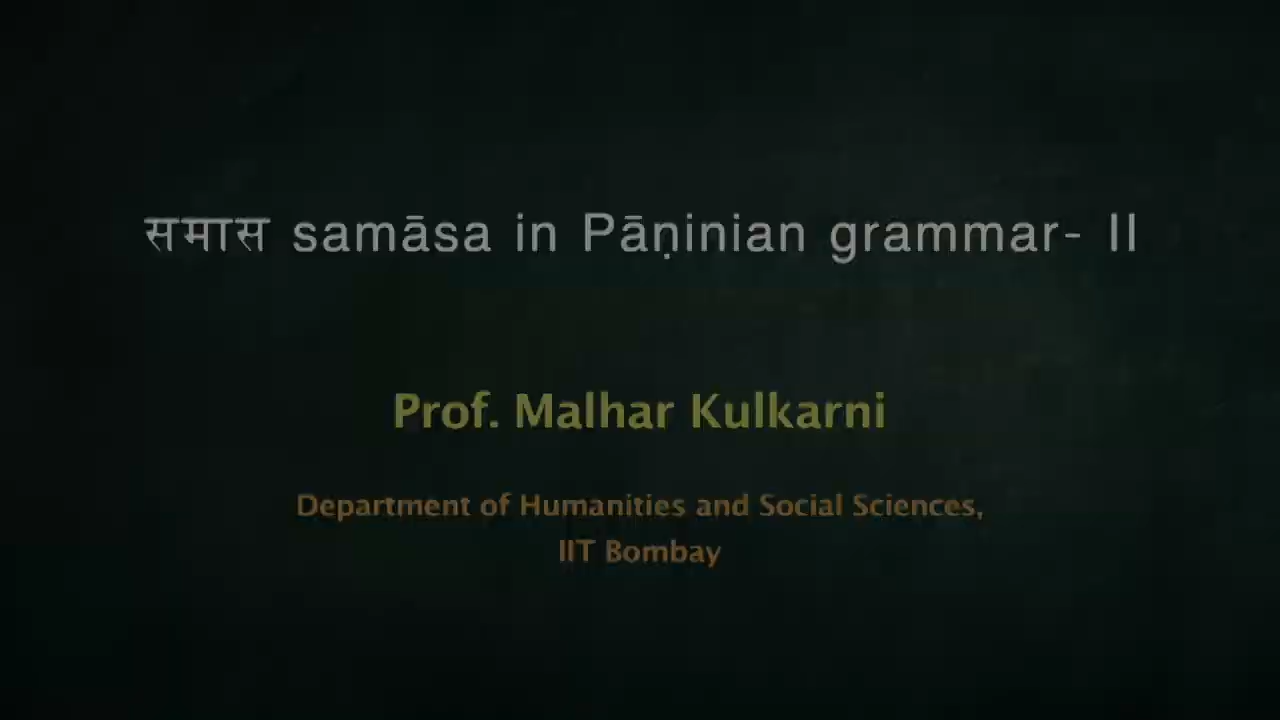 समास samāsa in Pāṇinian grammar- II
Prof. Malhar Kulkarni
Department of Humanities and Social Sciences,
IIT Bombay